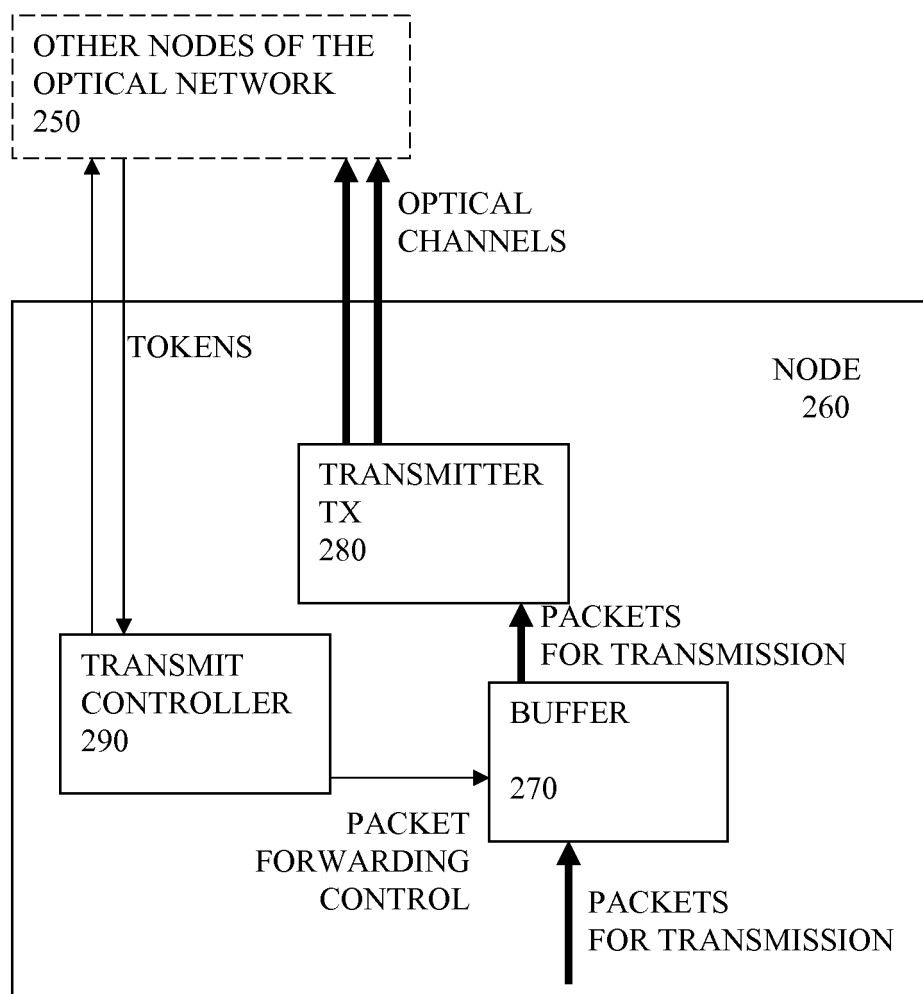 OTHER NODES OF THE
OPTICAL NETWORK
250
OPTICAL
CHANNELS
TOKENS
NODE
260
TRANSMITTER
TX
280
PACKETS
FOR TRANSMISSION
TRANSMIT
CONTROLLER
290
BUFFER
270
PACKET
FORWARDING
CONTROL
PACKETS
FOR TRANSMISSION